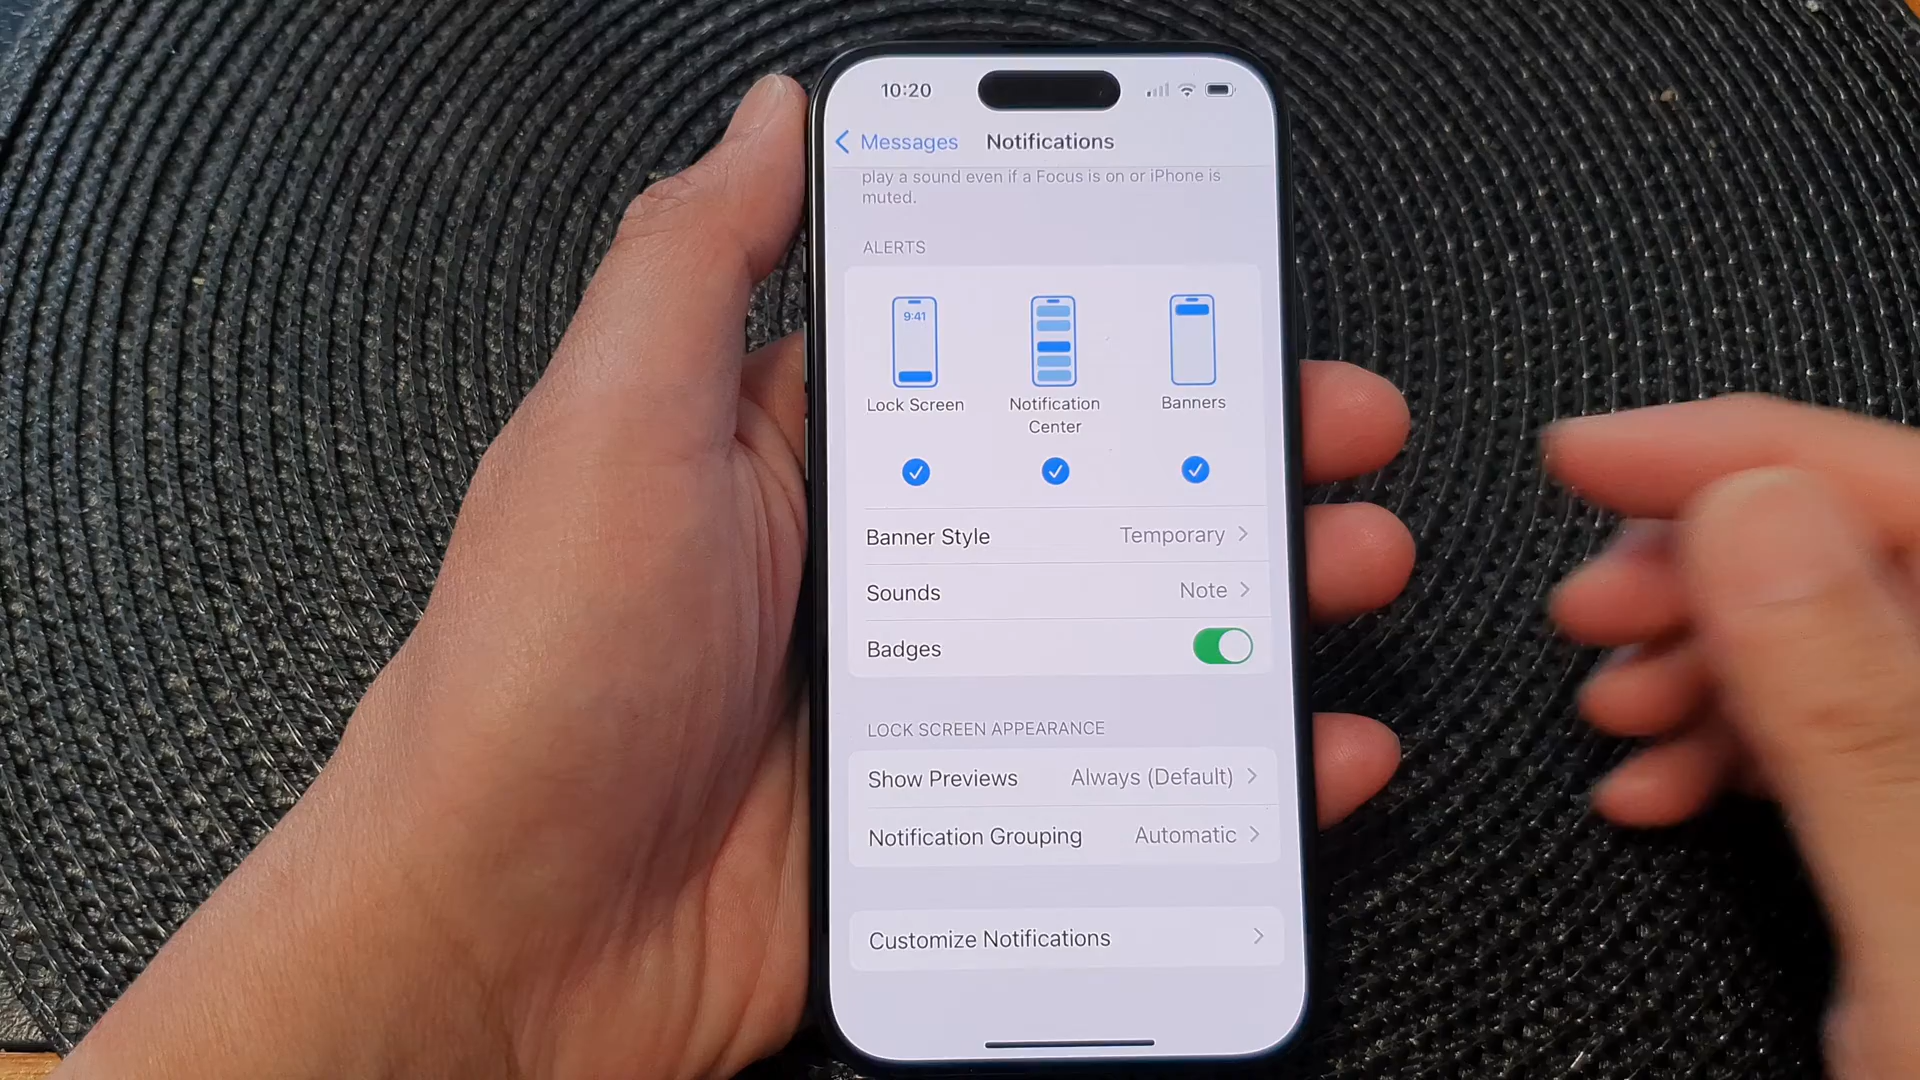 10:20
Messages Notifications
play a sound even if a Focus is on or iPhone is
muted.
ALERTS
9:41
Lock Screen
Notification
Center
Banners
Banner Style Temporary
Sounds Note
Badges
LOCK SCREEN APPEARANCE
Show Previews Always (Default)
Notification Grouping Automatic
Customize Notifications